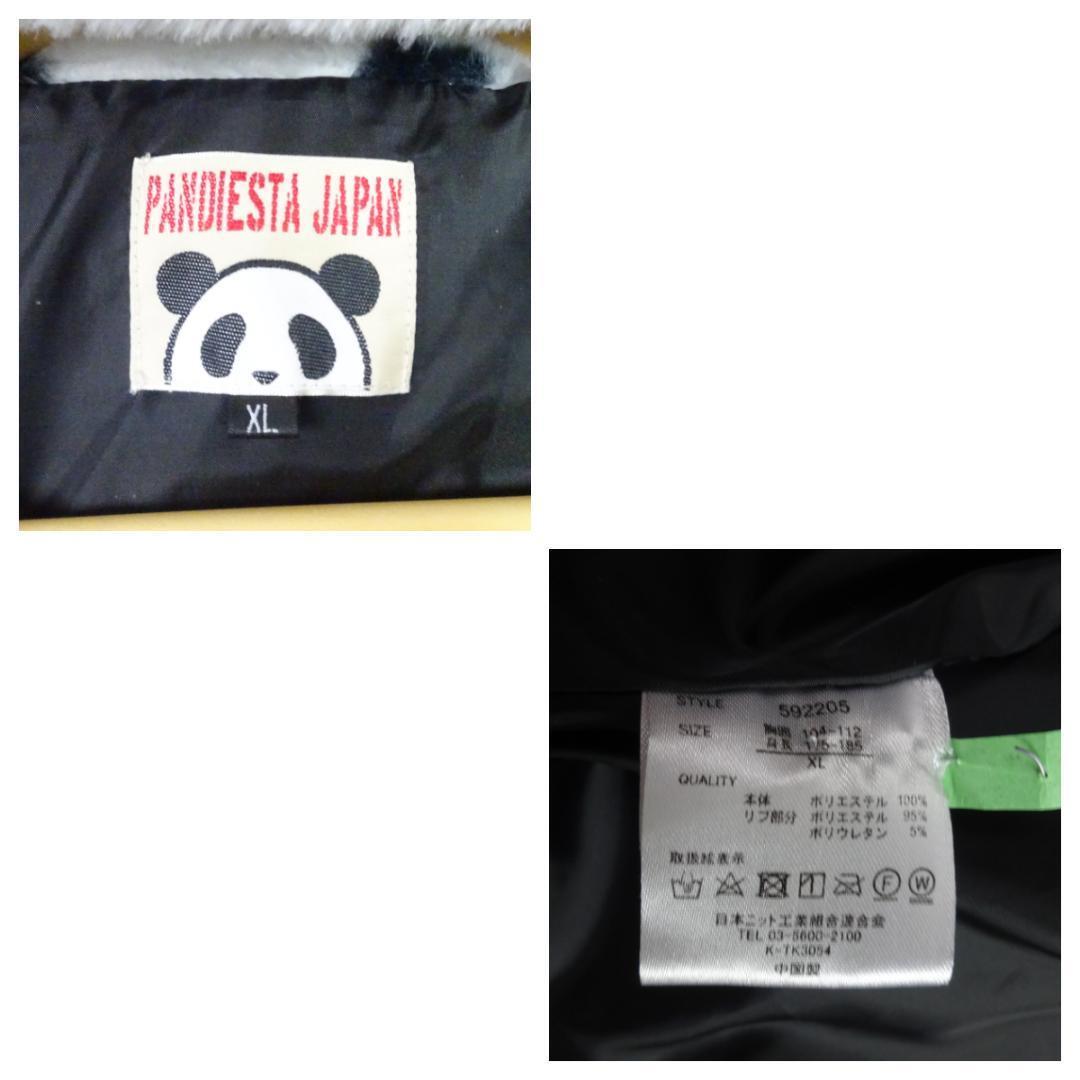 PANDIESTA JAPAN
XL
STYLE 592205
SIZE 胸囲 104-112
身長 175-185
XL
QUALITY
本体 ポリエステル 100%
リブ部分 ポリエステル 95%
ポリウレタン 5%
取扱絵表示
F W
日本ニット工業組合連合会
TEL 03-5600-2100
K-TK3054
中国製